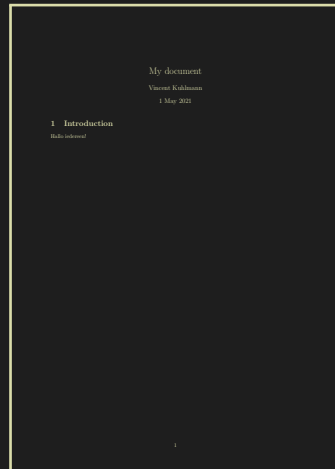 My document
Vincent Kuhlmann
1 May 2021
1 Introduction
Hallo iedereen!
1